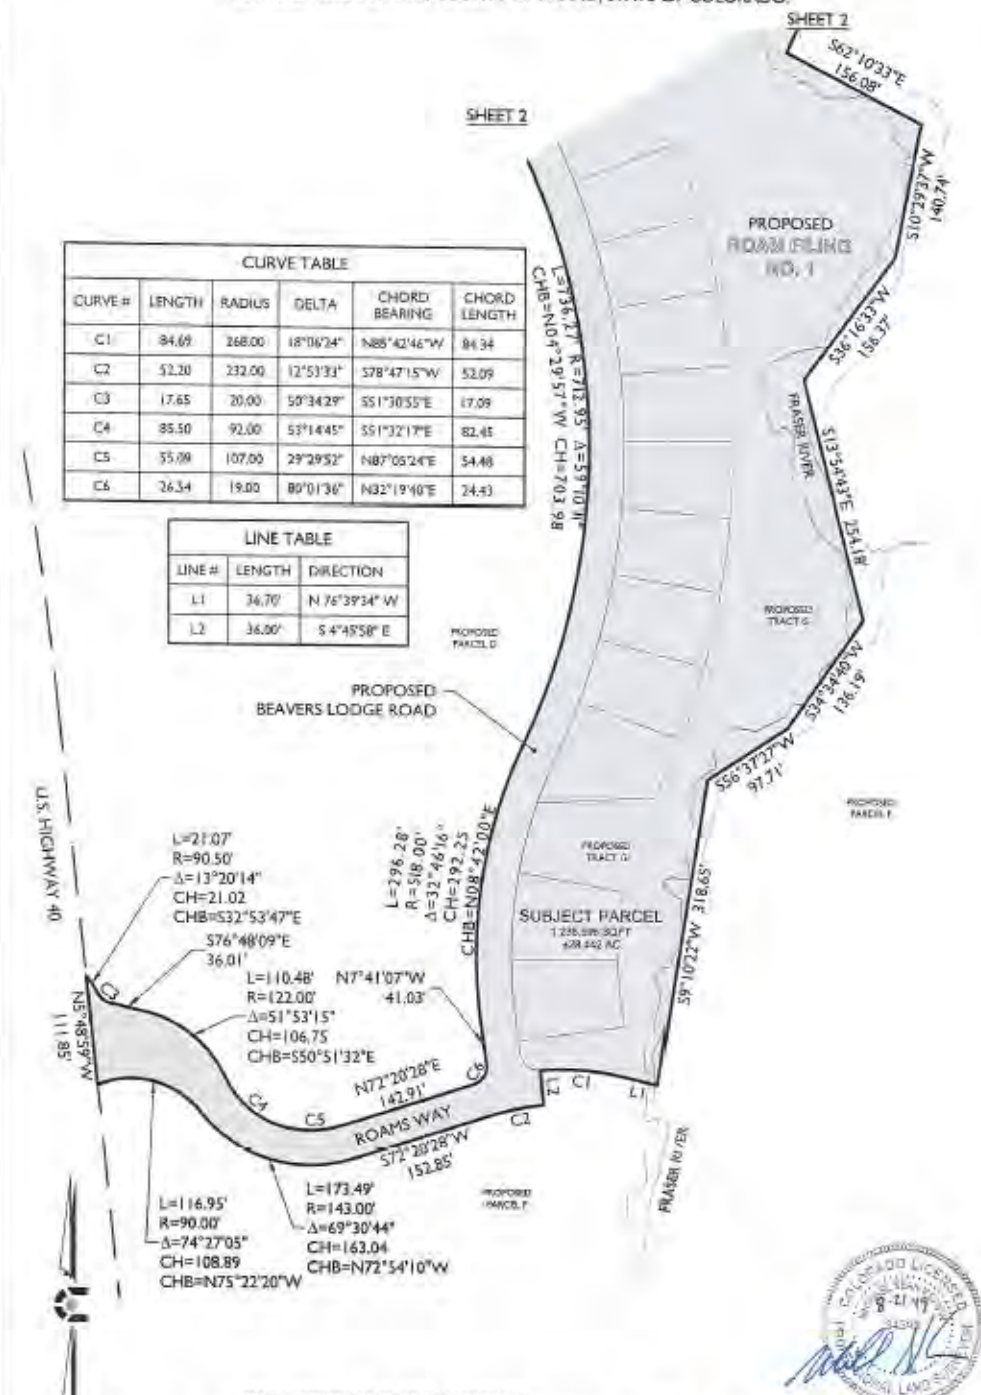 STATE OF COLORADO.
SHEET 2
S62°10'33"E
156.08'
SHEET 2
S10°29'37"W
140.74'
PROPOSED
ROAM FILING
NO. 1
CURVE TABLE
CURVE # LENGTH RADIUS DELTA CHORD BEARING CHORD LENGTH
C1 84.69 268.00 18°06'24" N88°42'46"W 84.34
C2 52.20 232.00 12°53'33" S78°47'15"W 52.09
C3 17.65 20.00 50°34'29" S51°30'55"E 17.09
C4 85.50 92.00 53°14'45" S51°32'17"E 82.45
C5 55.09 107.00 29°29'52" N87°05'24"E 54.48
C6 26.54 19.00 80°01'36" N32°19'40"E 24.43
L=736.27' R=712.95' Δ=59°10'11"
CHB=N04°29'57"W CH=703.98
S36°16'33"W
156.37'
FRASER RIVER
S13°54'43"E 254.18'
LINE TABLE
LINE # LENGTH DIRECTION
L1 36.70' N 76°39'34" W
L2 36.00' S 4°45'58" E
PROPOSED
PARCEL D
PROPOSED
TRACT G
PROPOSED
BEAVERS LODGE ROAD
S34°34'40"W
136.19'
S56°37'27"W
97.71'
PROPOSED
PARCEL F
U.S. HIGHWAY 40
L=21.07'
R=90.50'
Δ=13°20'14"
CH=21.02
CHB=S32°53'47"E
L=296.28'
R=518.00'
Δ=32°46'16"
CH=292.25
CHB=N08°42'00"E
PROPOSED
TRACT G
SUBJECT PARCEL
S9°10'22"W 318.65'
S76°48'09"E
36.01'
L=110.48'
R=122.00'
Δ=51°53'15"
CH=106.75
CHB=S50°51'32"E
N7°41'07"W
41.03'
C3
N5°48'59"W
111.85'
N72°20'28"E
142.91'
C6
L2
C1
L1
C4
C5
ROAMS WAY
C2
S72°20'28"W
152.85'
FRASER RIVER
L=116.95'
R=90.00'
Δ=74°27'05"
CH=108.89
CHB=N75°22'20"W
L=173.49'
R=143.00'
Δ=69°30'44"
CH=163.04
CHB=N72°54'10"W
PROPOSED
PARCEL F
COLORADO LICENSED
PROFESSIONAL LAND SURVEYOR